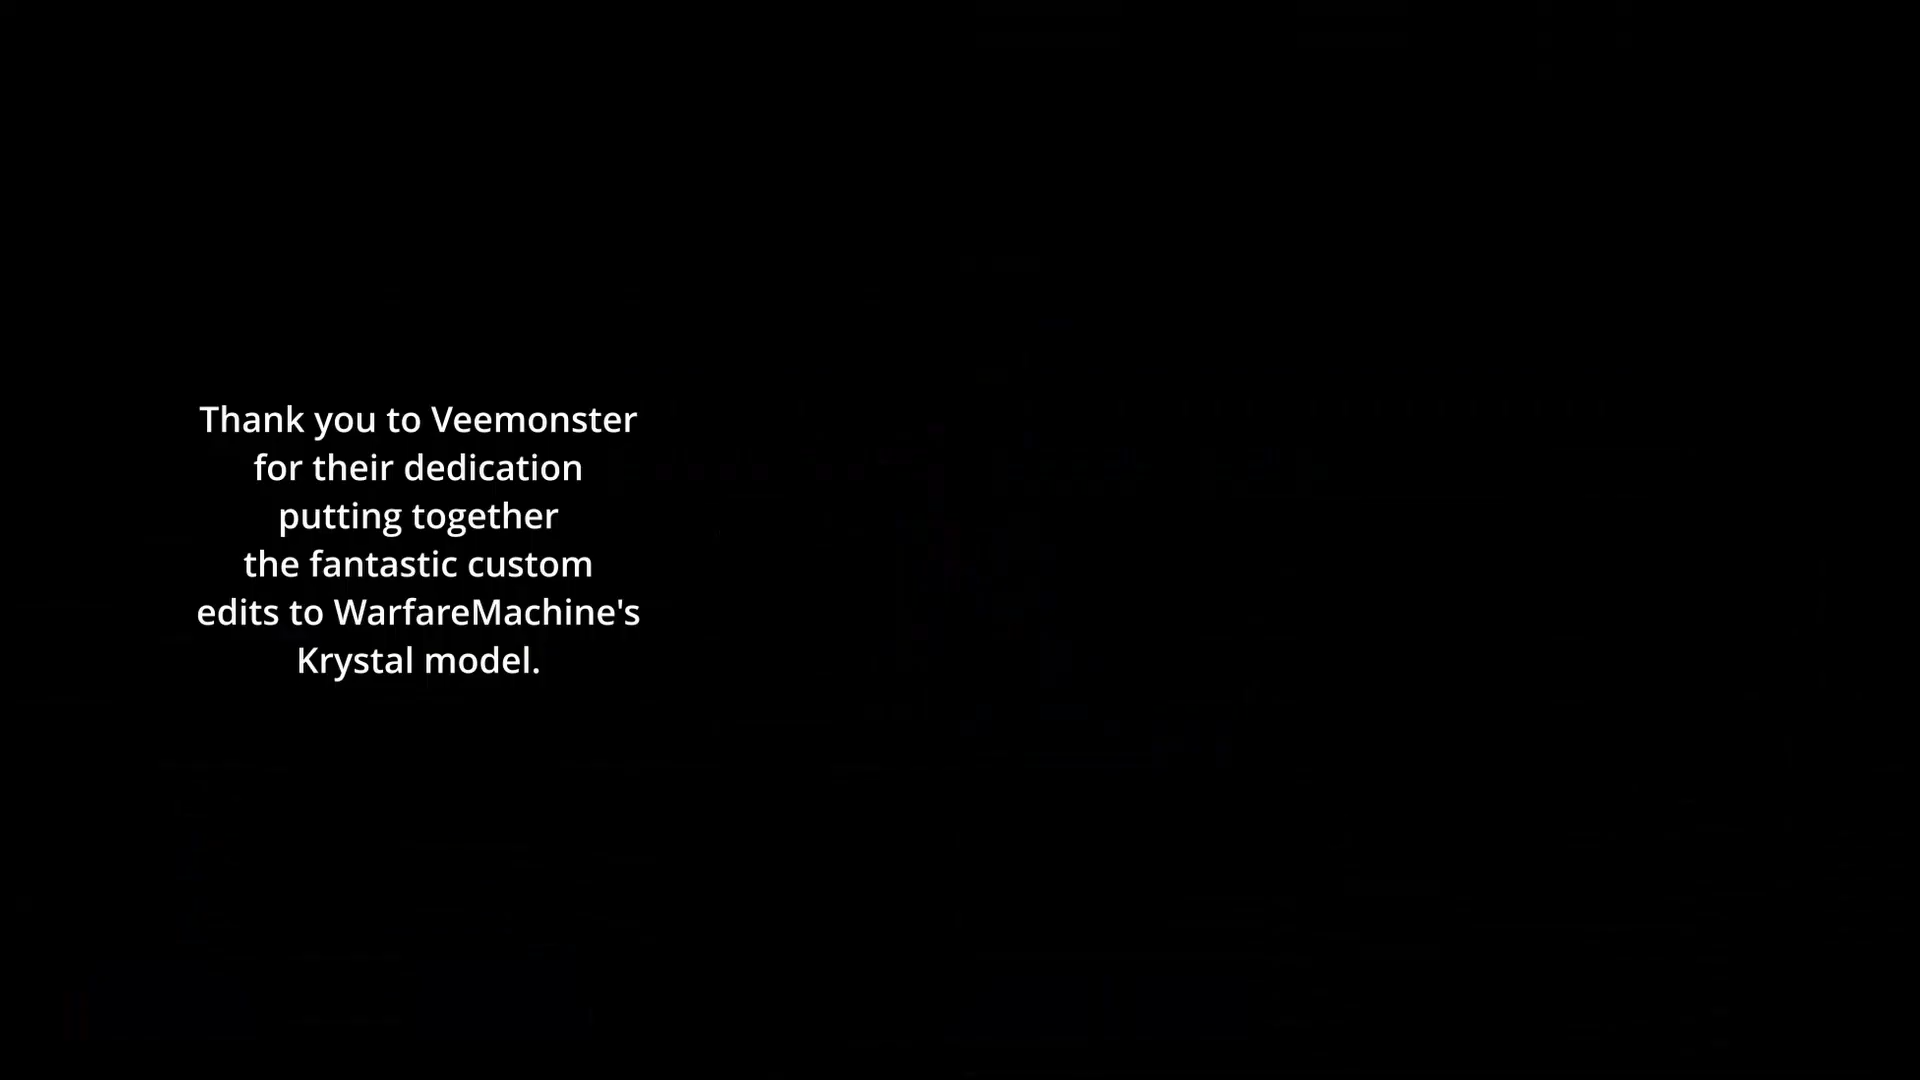 Thank you to Veemonster
for their dedication
putting together
the fantastic custom
edits to WarfareMachine's
Krystal model.